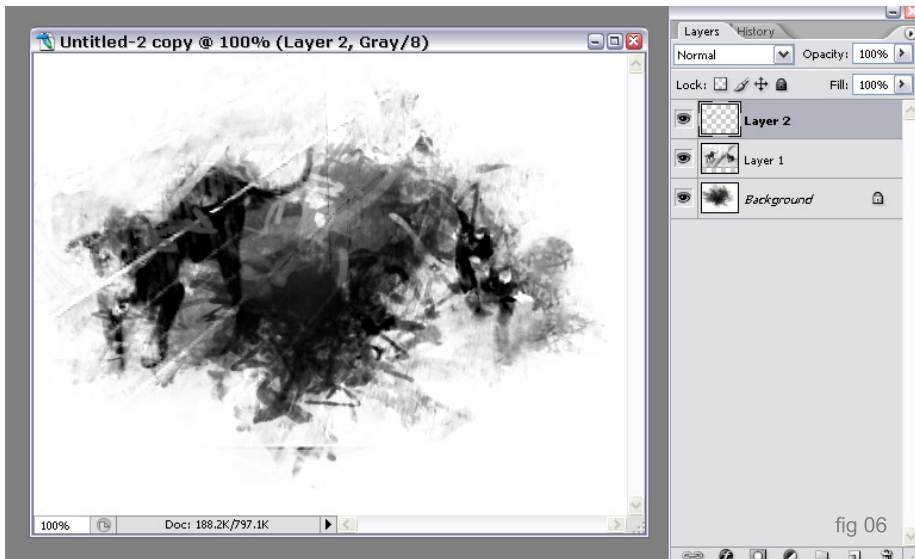 Untitled-2 copy @ 100% (Layer 2, Gray/8)
100%
Doc: 188.2K/797.1K
Layers History
Normal Opacity: 100%
Lock: Fill: 100%
Layer 2
Layer 1
Background
fig 06